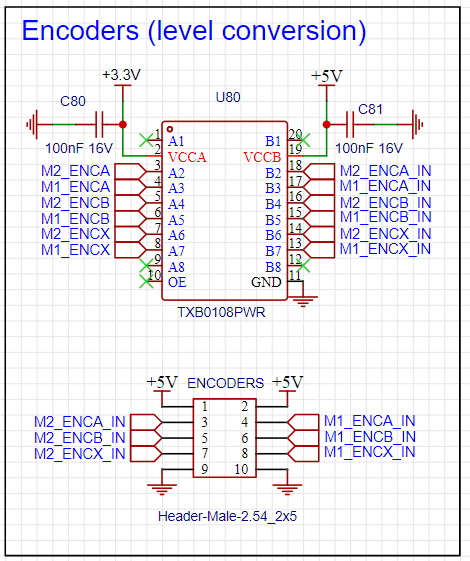 Encoders (level conversion)
+3.3V +5V
C80 U80 C81
100nF 16V 100nF 16V
1 A1 B1 20
2 VCCA VCCB 19
M2_ENCA 3 A2 B2 18 M2_ENCA_IN
M1_ENCA 4 A3 B3 17 M1_ENCA_IN
M2_ENCB 5 A4 B4 16 M2_ENCB_IN
M1_ENCB 6 A5 B5 15 M1_ENCB_IN
M2_ENCX 7 A6 B6 14 M2_ENCX_IN
M1_ENCX 8 A7 B7 13 M1_ENCX_IN
9 A8 B8 12
10 OE GND 11
TXB0108PWR
+5V ENCODERS +5V
1 2
M2_ENCA_IN 3 4 M1_ENCA_IN
M2_ENCB_IN 5 6 M1_ENCB_IN
M2_ENCX_IN 7 8 M1_ENCX_IN
9 10
Header-Male-2.54_2x5